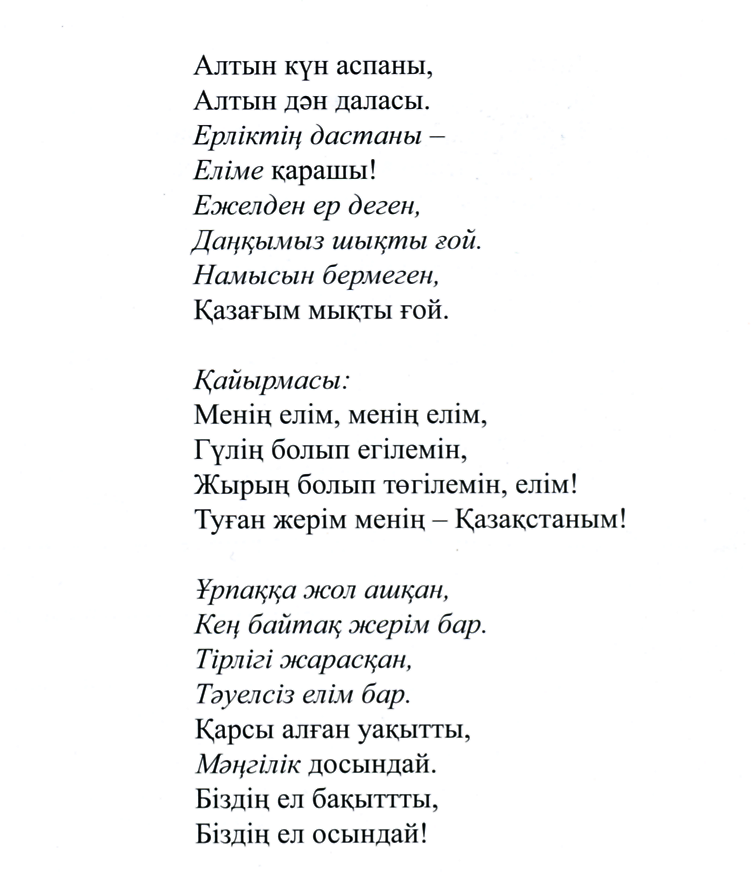 Алтын күн аспаны,
Алтын дән даласы.
Ерліктің дастаны –
Еліме қарашы!
Ежелден ер деген,
Даңқымыз шықты ғой.
Намысын бермеген,
Қазағым мықты ғой.

Қайырмасы:
Менің елім, менің елім,
Гүлің болып егілемін,
Жырың болып төгілемін, елім!
Туған жерім менің – Қазақстаным!

Ұрпаққа жол ашқан,
Кең байтақ жерім бар.
Тірлігі жарасқан,
Тәуелсіз елім бар.
Қарсы алған уақытты,
Мәңгілік досындай.
Біздің ел бақыттты,
Біздің ел осындай!